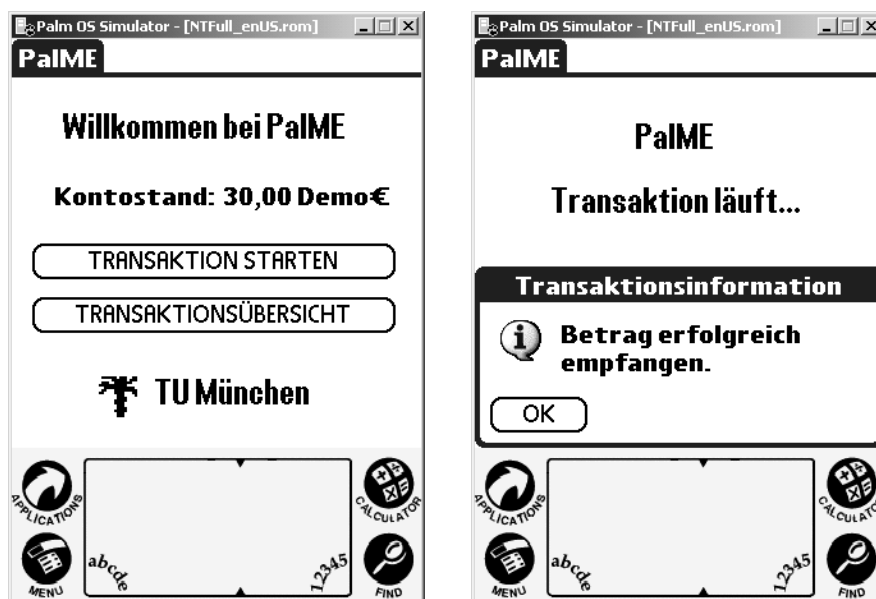 Palm OS Simulator - [NTFull_enUS.rom]
PalME
Willkommen bei PalME
Kontostand: 30,00 Demo€
TRANSAKTION STARTEN
TRANSAKTIONSÜBERSICHT
TU München
APPLICATIONS
CALCULATOR
MENU
abcde
12345
FIND
Palm OS Simulator - [NTFull_enUS.rom]
PalME
PalME
Transaktion läuft...
Transaktionsinformation
Betrag erfolgreich
empfangen.
OK
APPLICATIONS
CALCULATO
MENU
abcde
12345
FIND